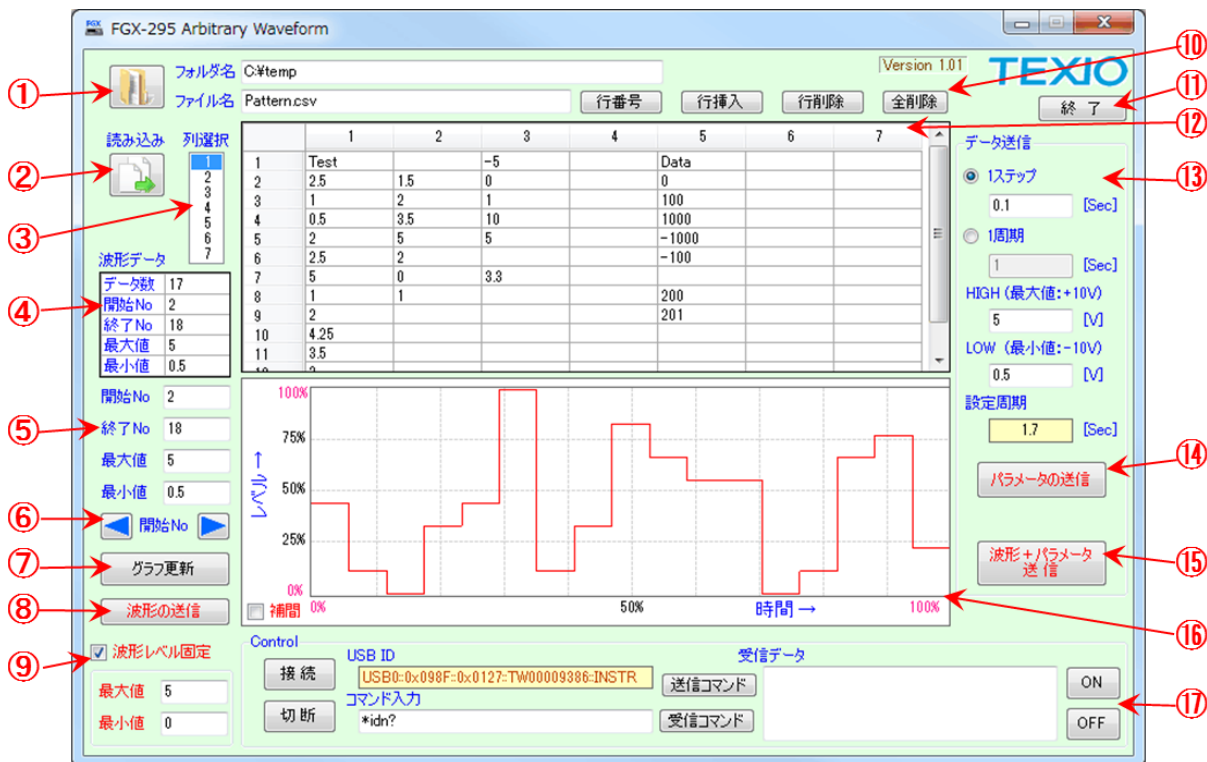 FGX-295 Arbitrary Waveform
フォルダ名 C:¥temp
Version 1.01
TEXIO
⑩
①
ファイル名 Pattern.csv
行番号 行挿入 行削除 全削除
終 了
⑪
⑫
読み込み 列選択
②
③
1
2
3
4
5
6
7
1 2 3 4 5 6 7
1 Test -5 Data
2 2.5 1.5 0 0
3 1 2 1 100
4 0.5 3.5 10 1000
5 2 5 5 -1000
6 2.5 2 -100
7 5 0 3.3
8 1 1 200
9 2 201
10 4.25
11 3.5
データ送信
⑬
1ステップ
0.1 [Sec]
1周期
1 [Sec]
HIGH (最大値:+10V)
5 [V]
LOW (最小値:-10V)
0.5 [V]
設定周期
1.7 [Sec]
⑭
パラメータの送信
⑮
波形+パラメータ
送 信
波形データ
④
データ数 17
開始No 2
終了No 18
最大値 5
最小値 0.5
開始No 2
⑤
終了No 18
最大値 5
最小値 0.5
⑥
開始No
⑦
グラフ更新
⑧
波形の送信
100%
75%
50%
25%
0%
レベル→
補間
0% 50% 時間→ 100%
⑯
⑨
波形レベル固定
最大値 5
最小値 0
Control
接 続
切 断
USB ID
USB0::0x098F::0x0127::TW00009386::INSTR
送信コマンド
コマンド入力
*idn?
受信コマンド
受信データ
ON
OFF
⑰